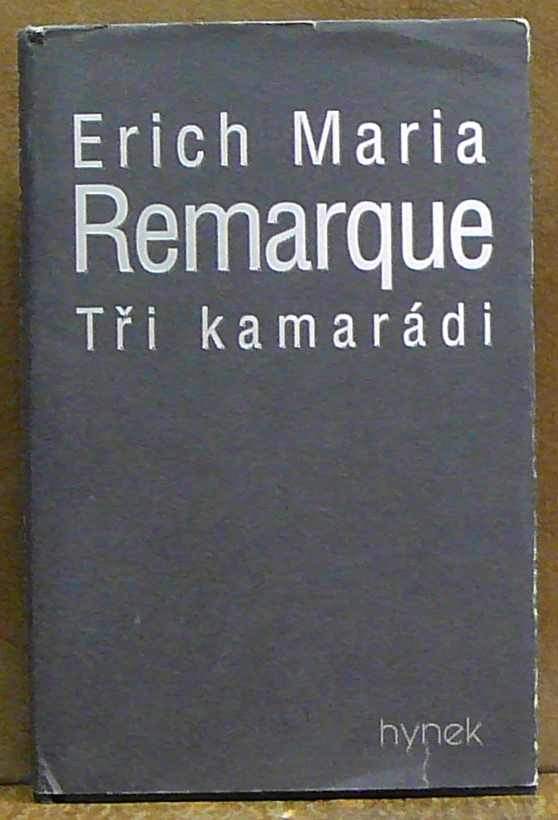 Erich Maria
Remarque
Tři kamarádi
hynek